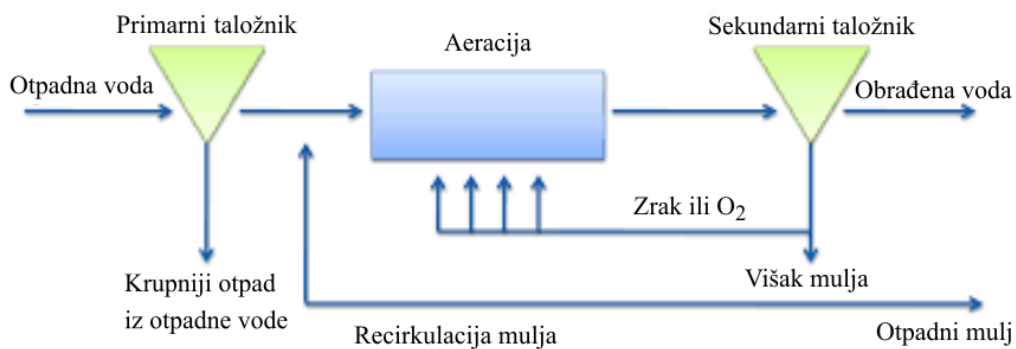 Primarni taložnik
Sekundarni taložnik
Aeracija
Otpadna voda
Obrađena voda
Zrak ili O2
Krupniji otpad
iz otpadne vode
Višak mulja
Recirkulacija mulja
Otpadni mulj